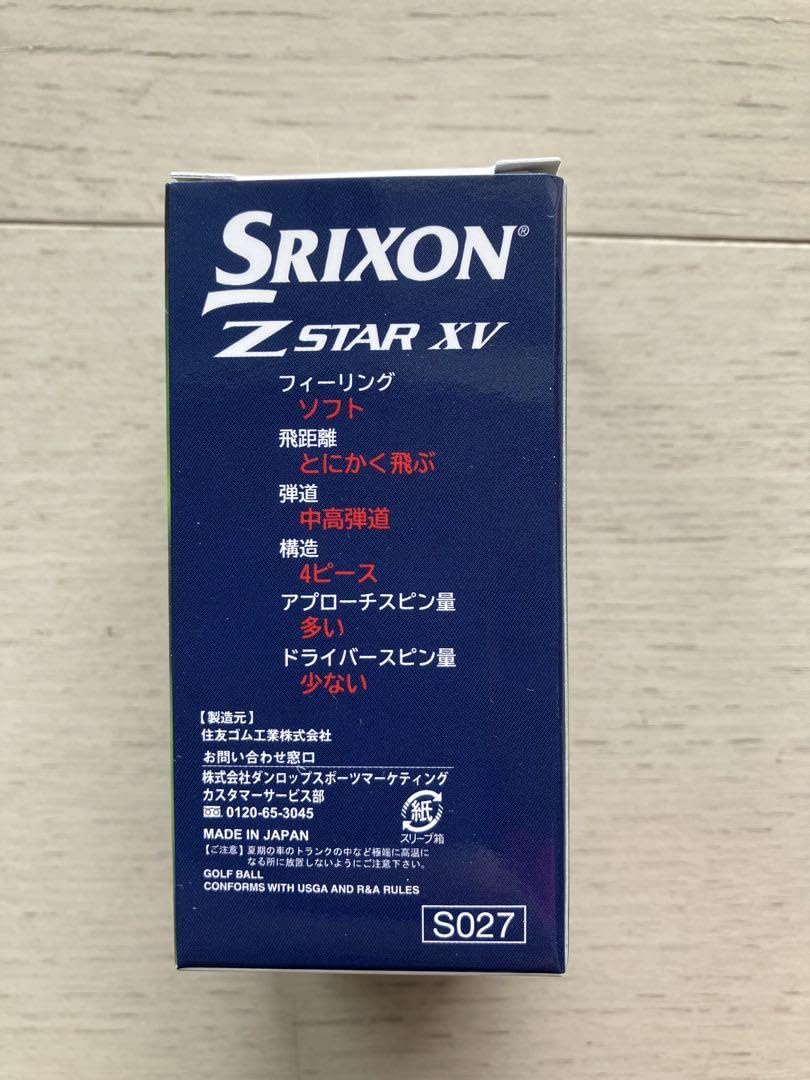 SRIXON®
Z STAR XV
フィーリング
ソフト
飛距離
とにかく飛ぶ
弾道
中高弾道
構造
4ピース
アプローチスピン量
多い
ドライバースピン量
少ない
【製造元】
住友ゴム工業株式会社
お問い合わせ窓口
株式会社ダンロップスポーツマーケティング
カスタマーサービス部
0120-65-3045
紙
スリーブ箱
MADE IN JAPAN
【ご注意】夏期の車のトランクの中など極端に高温に
なる所に放置しないようにご注意下さい。
GOLF BALL
CONFORMS WITH USGA AND R&A RULES
S027